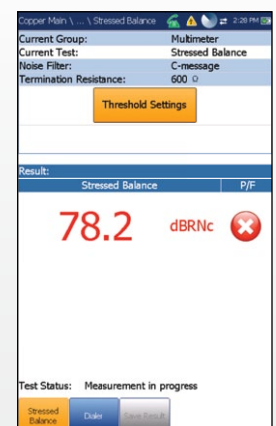 Copper Main \ ... \ Stressed Balance 2:28 PM
Current Group: Multimeter
Current Test: Stressed Balance
Noise Filter: C-message
Termination Resistance: 600 Ω
Threshold Settings
Result:
Stressed Balance P/F
78.2 dBRNc
Test Status: Measurement in progress
Stressed Balance
Dialer
Save Result